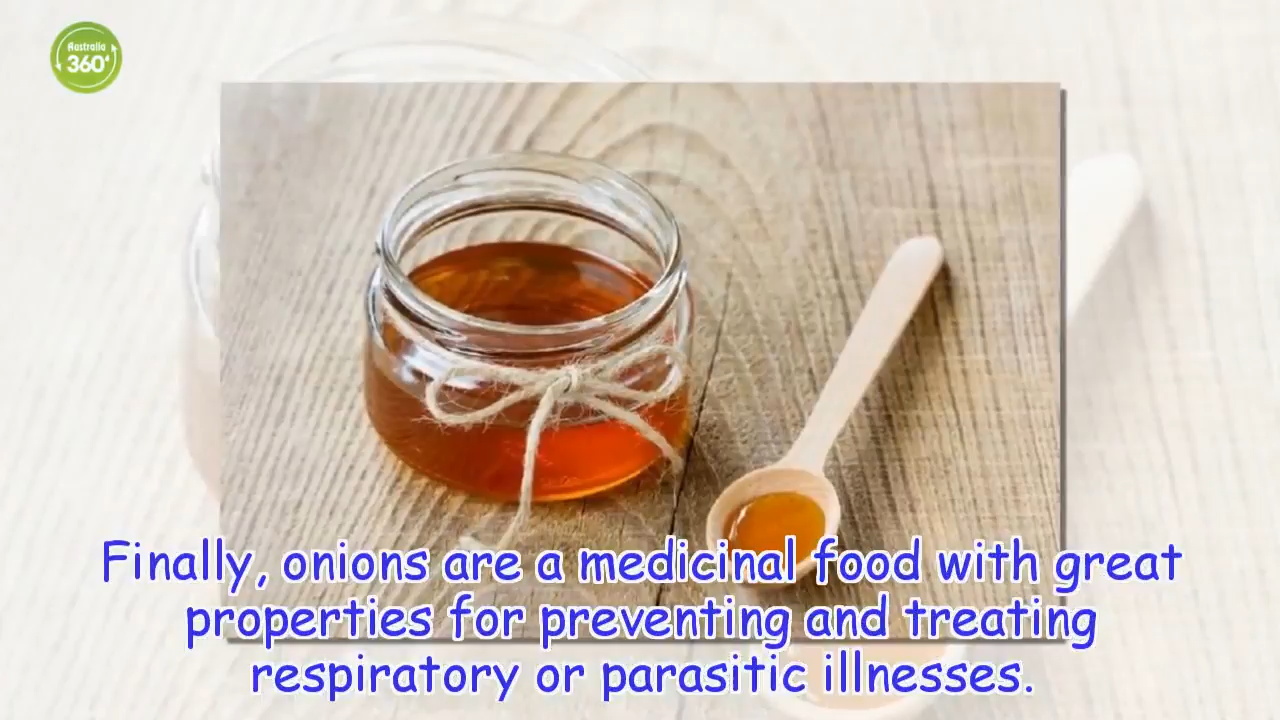 Australia
360°
Finally, onions are a medicinal food with great
properties for preventing and treating
respiratory or parasitic illnesses.